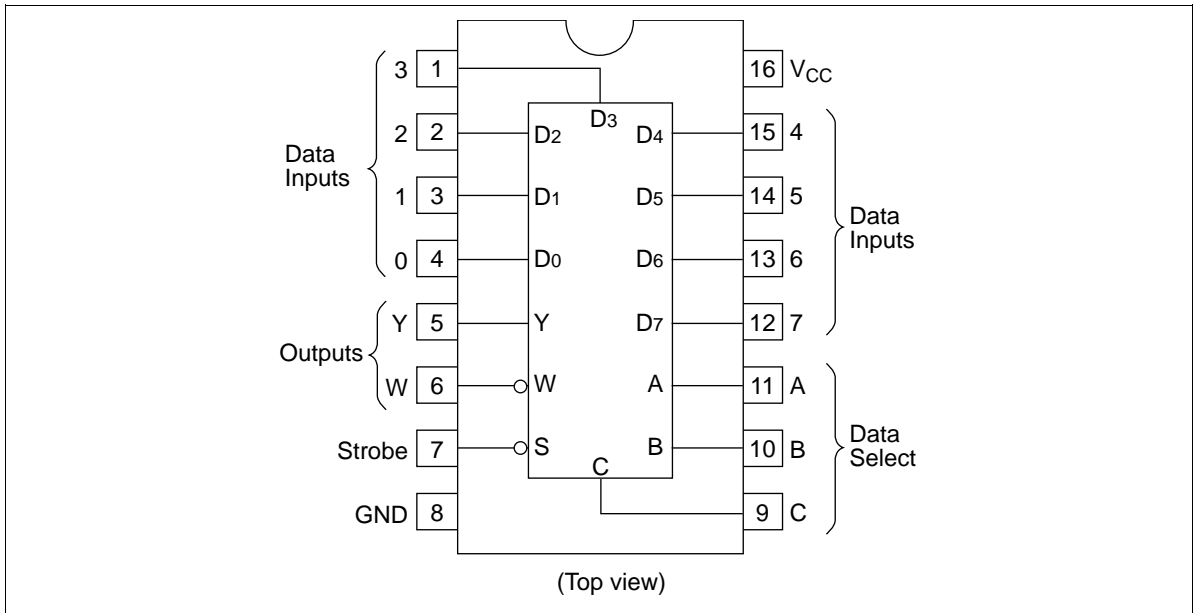 3 1 16 VCC
D3
2 2 D2 D4 15 4
Data
Inputs
1 3 D1 D5 14 5
Data
Inputs
0 4 D0 D6 13 6
Y 5 Y D7 12 7
Outputs
W 6 W A 11 A
Strobe 7 S B 10 B
Data
Select
C
GND 8 9 C
(Top view)